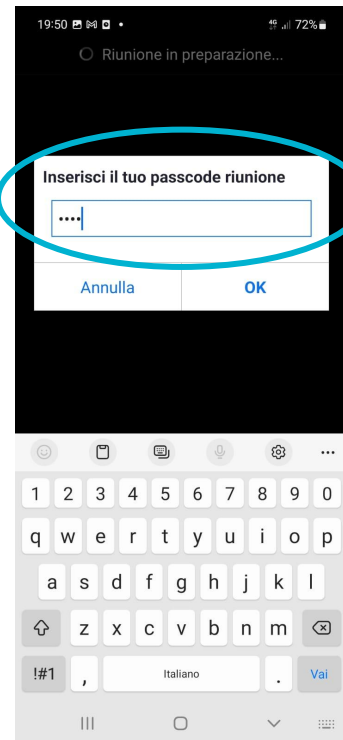 19:50 4G 72%
Riunione in preparazione...
Inserisci il tuo passcode riunione
••••
Annulla OK
1 2 3 4 5 6 7 8 9 0
q w e r t y u i o p
a s d f g h j k l
z x c v b n m
!#1 , Italiano . Vai